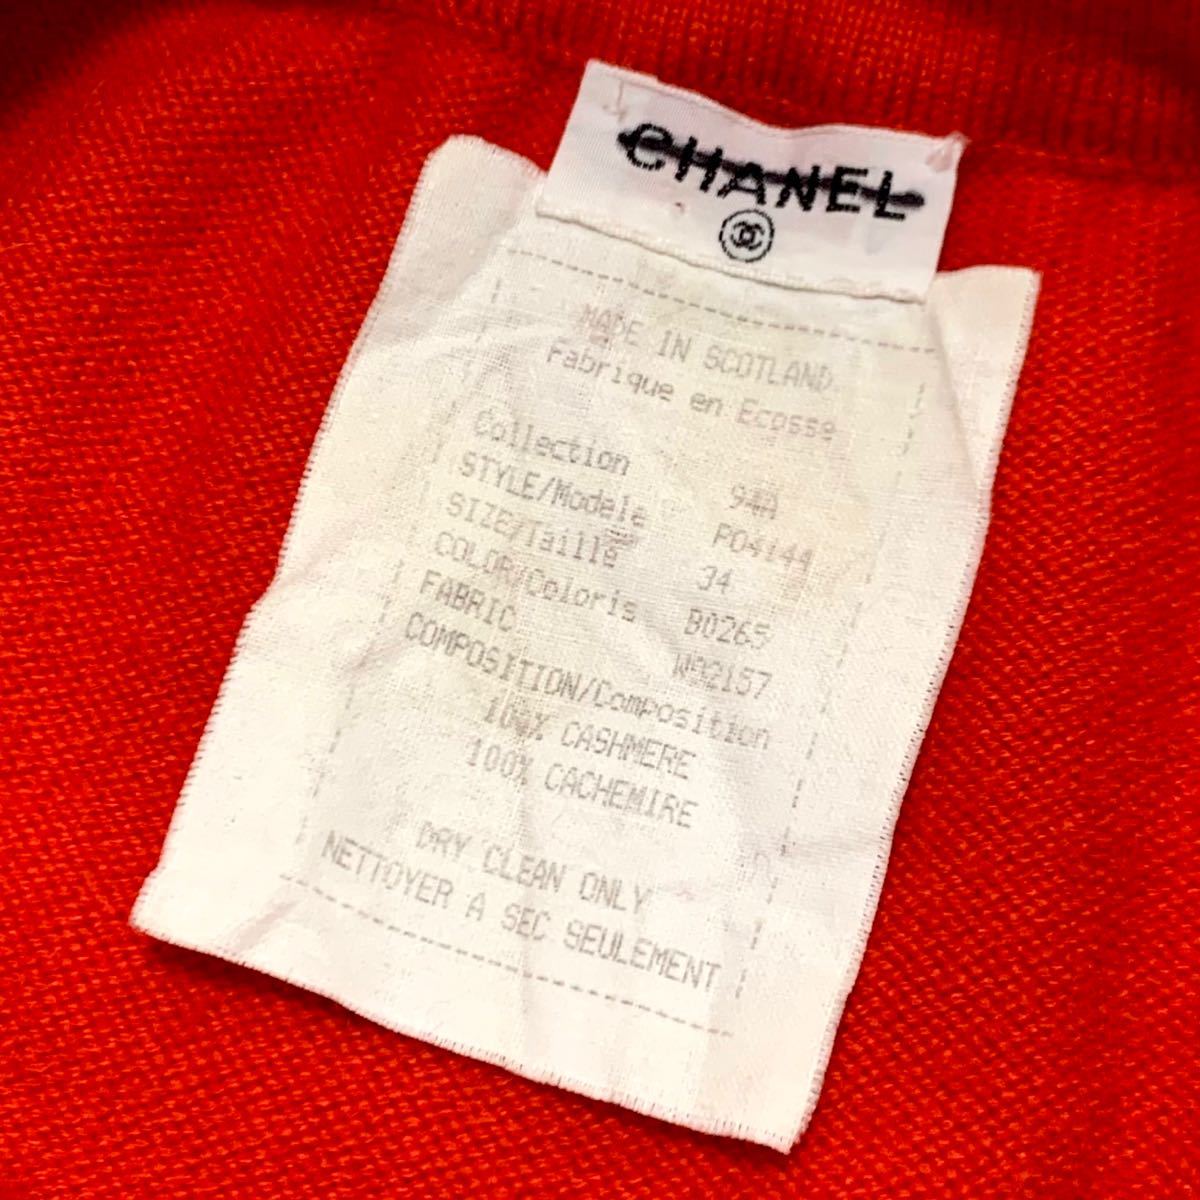 CHANEL
MADE IN SCOTLAND
Fabrique en Ecosse
Collection 94A
STYLE/Modele P04144
SIZE/Taille 34
COLOR/Coloris B0265
FABRIC W02157
COMPOSITION/Composition
100% CASHMERE
100% CACHEMIRE
DRY CLEAN ONLY
NETTOYER A SEC SEULEMENT